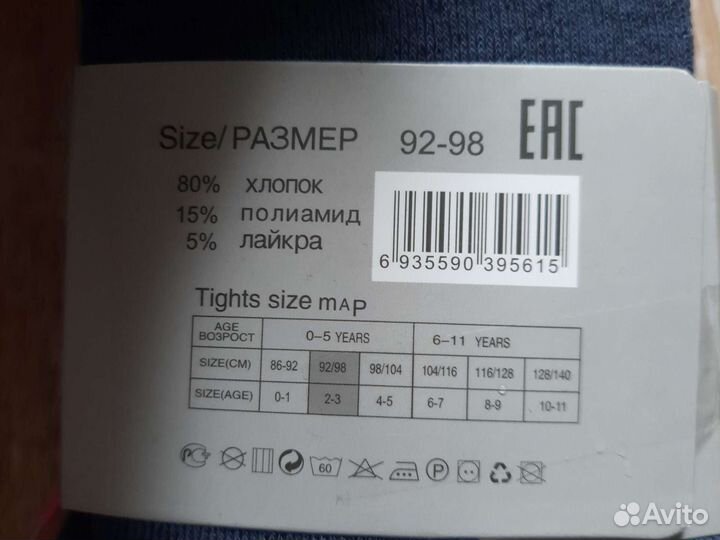 Size/РАЗМЕР 92-98 EAC
80% хлопок
15% полиамид
5% лайкра
6 935590 395615
Tights size mAP
AGE ВОЗРОСТ 0-5 YEARS 6-11 YEARS
SIZE(CM) 86-92 92/98 98/104 104/116 116/128 128/140
SIZE(AGE) 0-1 2-3 4-5 6-7 8-9 10-11
60 P
Avito